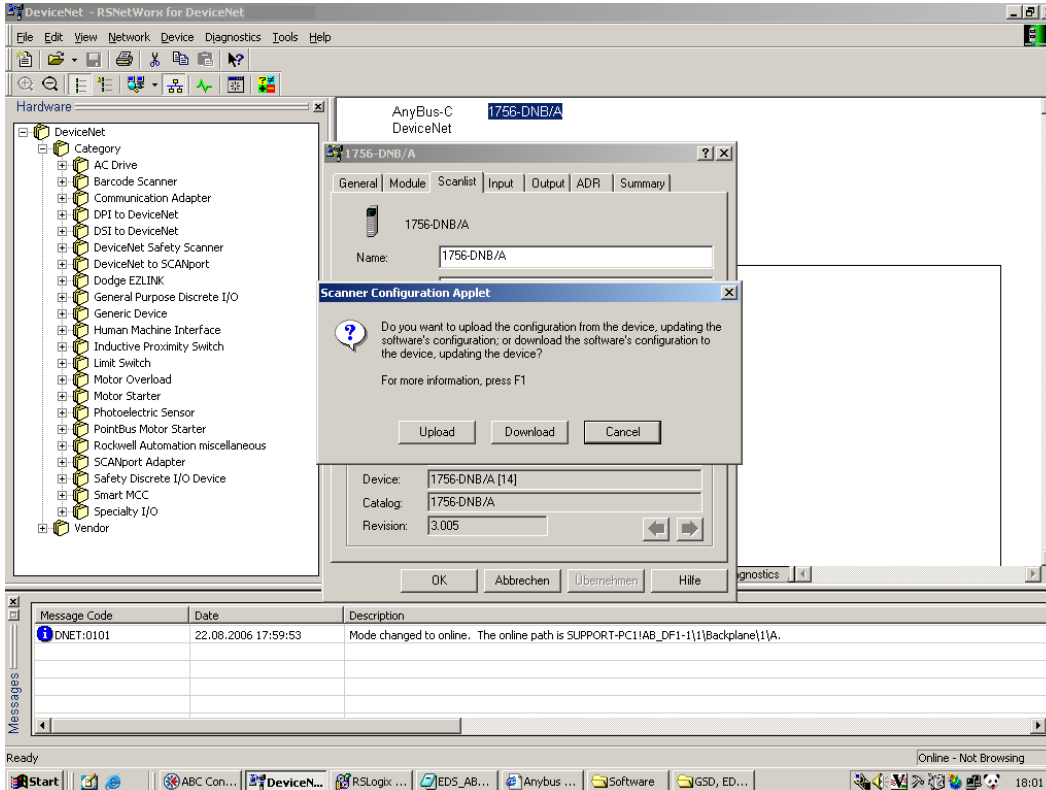 DeviceNet - RSNetWorx for DeviceNet
File Edit View Network Device Diagnostics Tools Help
Hardware
DeviceNet
Category
AC Drive
Barcode Scanner
Communication Adapter
DPI to DeviceNet
DSI to DeviceNet
DeviceNet Safety Scanner
DeviceNet to SCANport
Dodge EZLINK
General Purpose Discrete I/O
Generic Device
Human Machine Interface
Inductive Proximity Switch
Limit Switch
Motor Overload
Motor Starter
Photoelectric Sensor
PointBus Motor Starter
Rockwell Automation miscellaneous
SCANport Adapter
Safety Discrete I/O Device
Smart MCC
Specialty I/O
Vendor
AnyBus-C
DeviceNet
1756-DNB/A
1756-DNB/A
General Module Scanlist Input Output ADR Summary
1756-DNB/A
Name: 1756-DNB/A
Scanner Configuration Applet
Do you want to upload the configuration from the device, updating the
software's configuration; or download the software's configuration to
the device, updating the device?
For more information, press F1
Upload Download Cancel
Device: 1756-DNB/A [14]
Catalog: 1756-DNB/A
Revision: 3.005
OK Abbrechen Übernehmen Hilfe
gnostics
Messages
Message Code Date Description
DNET:0101 22.08.2006 17:59:53 Mode changed to online. The online path is SUPPORT-PC1!AB_DF1-1\1\Backplane\1\A.
Ready
Online - Not Browsing
Start ABC Con... DeviceN... RSLogix ... EDS_AB... Anybus ... Software GSD, ED... 18:01